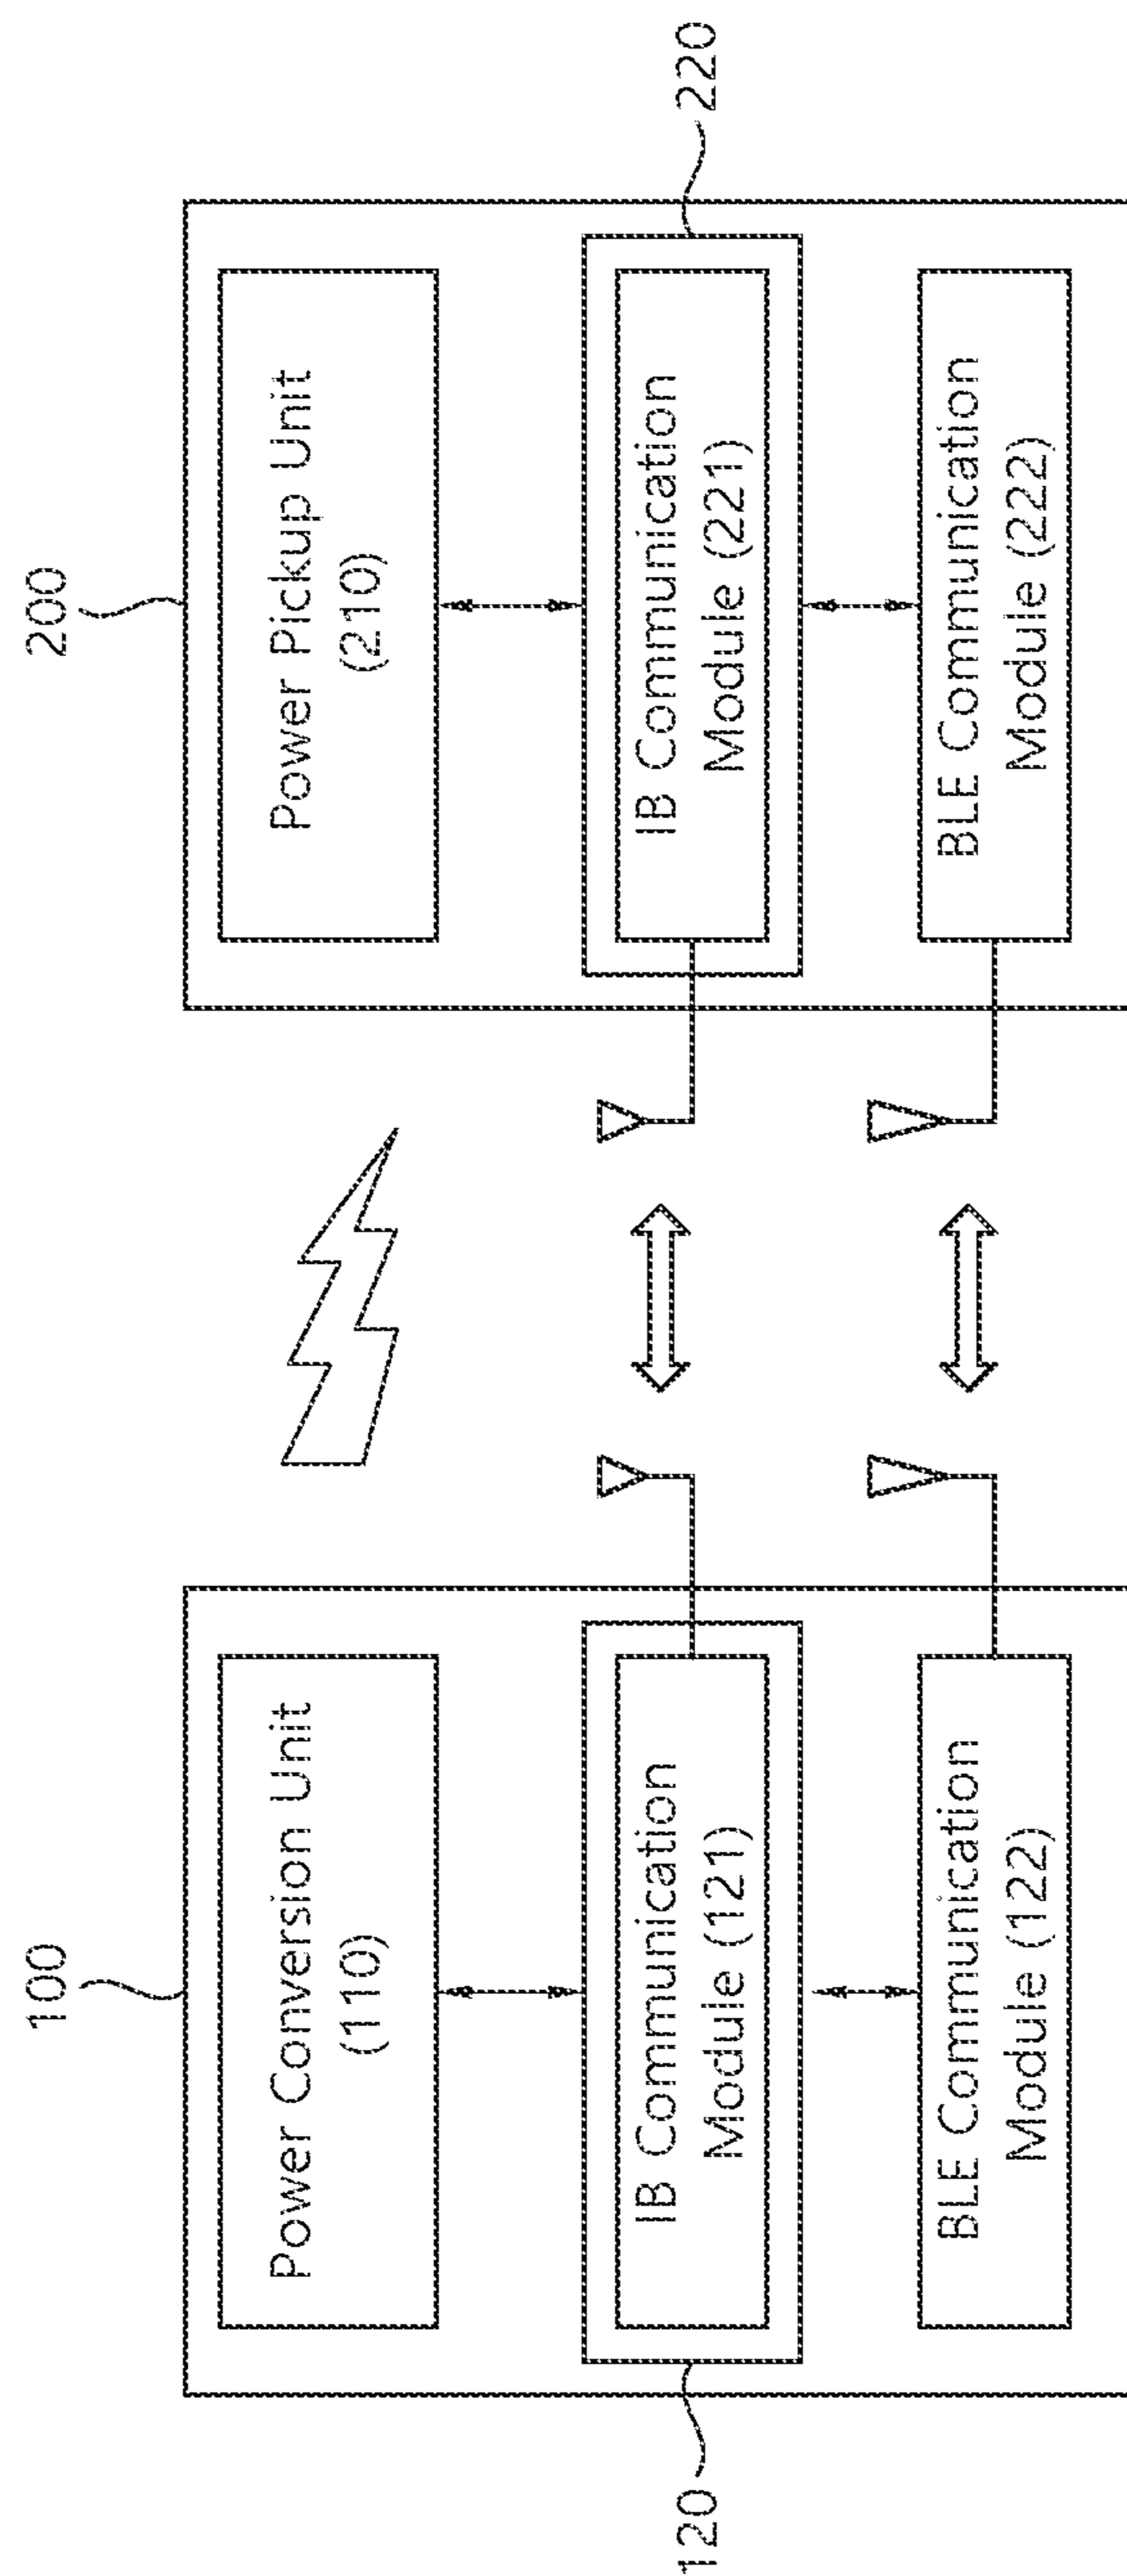 100
200
Power Conversion Unit
(110)
Power Pickup Unit
(210)
120
IB Communication
Module (121)
IB Communication
Module (221)
220
BLE Communication
Module (122)
BLE Communication
Module (222)